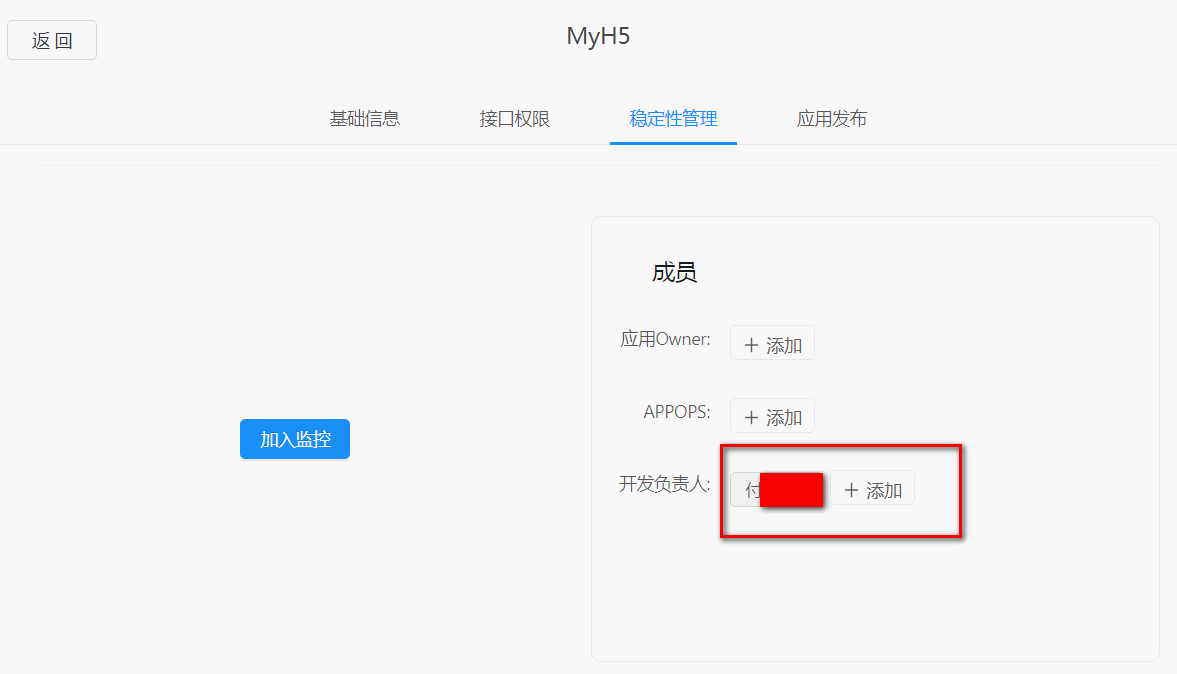 返 回
MyH5
基础信息
接口权限
稳定性管理
应用发布
成员
应用Owner:
+ 添加
APPOPS:
+ 添加
加入监控
开发负责人:
付
+ 添加